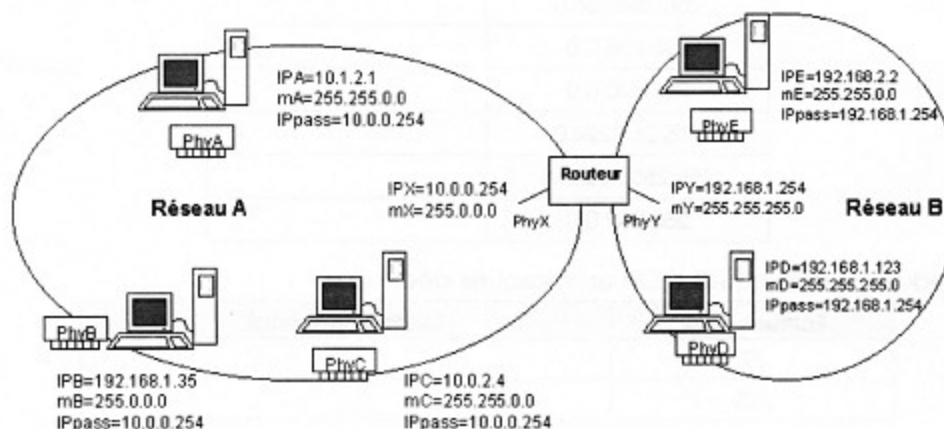 IPA=10.1.2.1
mA=255.255.0.0
IPpass=10.0.0.254
PhyA
IPE=192.168.2.2
mE=255.255.0.0
IPpass=192.168.1.254
PhyE
Routeur
IPX=10.0.0.254
mX=255.0.0.0
PhyX
IPY=192.168.1.254
mY=255.255.255.0
PhyY
Réseau A
Réseau B
IPD=192.168.1.123
mD=255.255.255.0
IPpass=192.168.1.254
PhyD
PhyB
IPB=192.168.1.35
mB=255.0.0.0
IPpass=10.0.0.254
PhyC
IPC=10.0.2.4
mC=255.255.0.0
IPpass=10.0.0.254